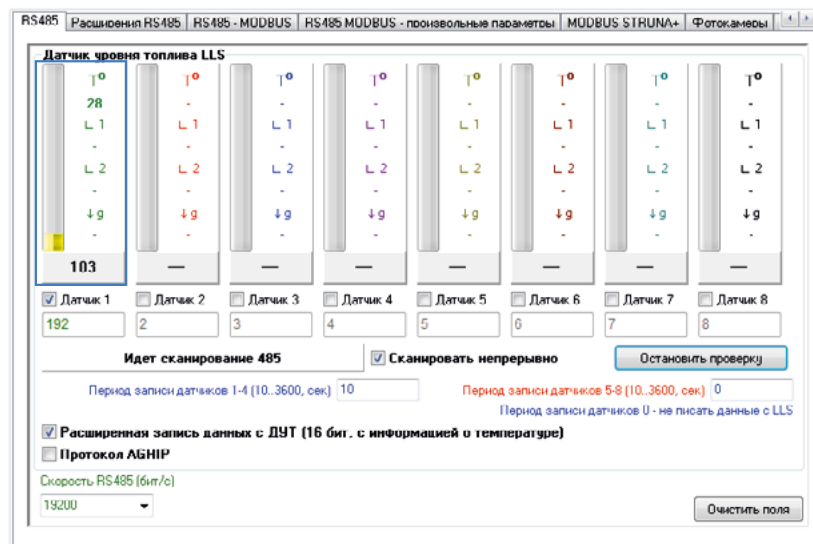 RS485 Расширения RS485 RS485 - MODBUS RS485 MODBUS - произвольные параметры MODBUS STRUNA+ Фотокамеры
Датчик уровня топлива LLS
T° T° T° T° T° T° T° T°
28 - - - - - - -
L 1 L 1 L 1 L 1 L 1 L 1 L 1 L 1
- - - - - - - -
L 2 L 2 L 2 L 2 L 2 L 2 L 2 L 2
- - - - - - - -
↓g ↓g ↓g ↓g ↓g ↓g ↓g ↓g
- - - - - - - -
103 — — — — — — —
Датчик 1 Датчик 2 Датчик 3 Датчик 4 Датчик 5 Датчик 6 Датчик 7 Датчик 8
192 2 3 4 5 6 7 8
Идет сканирование 485 Сканировать непрерывно Остановить проверку
Период записи датчиков 1-4 (10..3600, сек) 10 Период записи датчиков 5-8 (10..3600, сек) 0
Период записи датчиков 0 - не писать данные с LLS
Расширенная запись данных с ДУТ (16 бит, с информацией о температуре)
Протокол AGHIP
Скорость RS485 (бит/с)
19200 Очистить поля